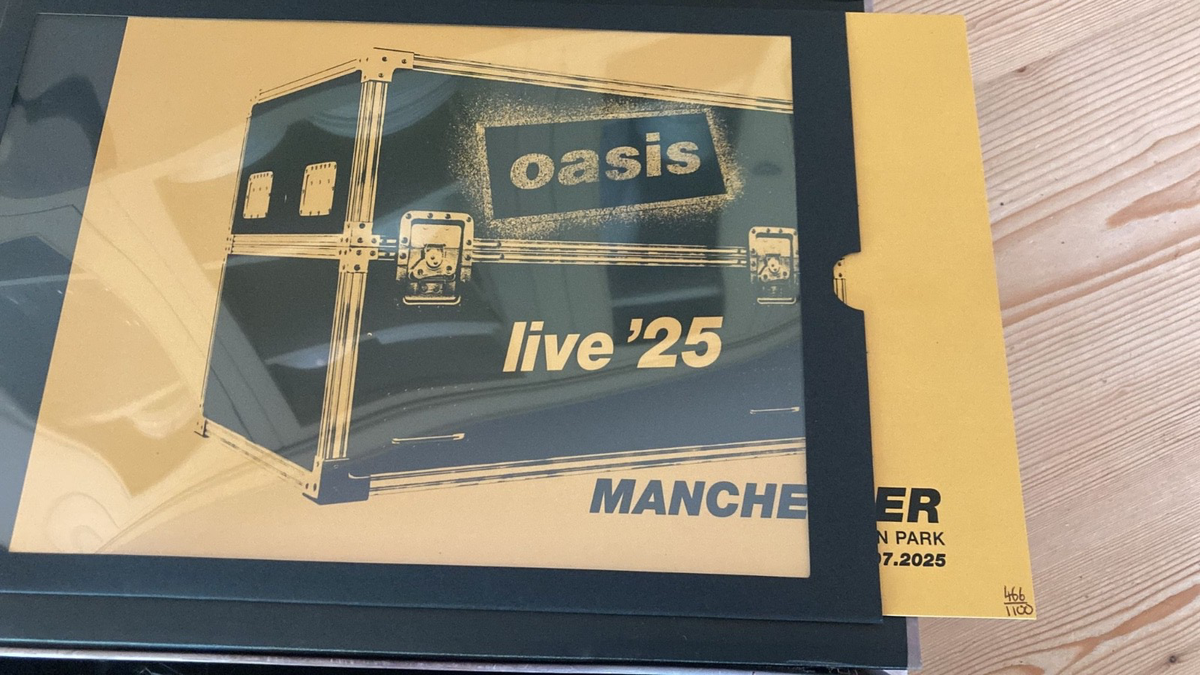 oasis
live ’25
MANCHE ER
N PARK
07.2025
466
1100